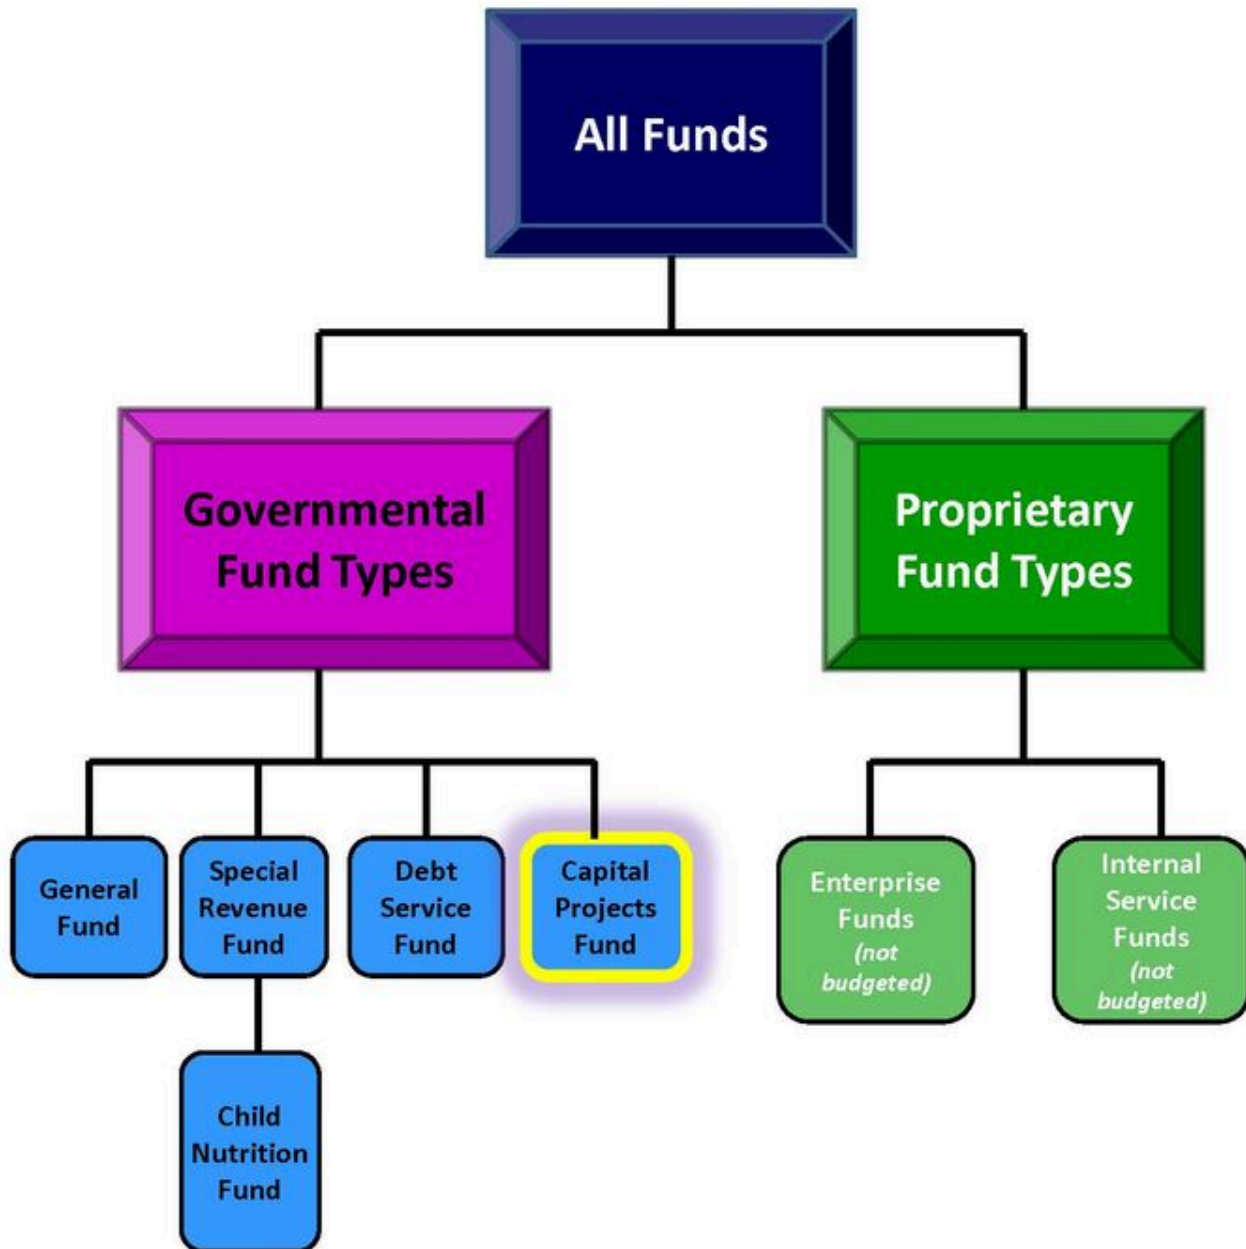 All Funds
Governmental
Fund Types
Proprietary
Fund Types
General
Fund
Special
Revenue
Fund
Debt
Service
Fund
Capital
Projects
Fund
Enterprise
Funds
(not
budgeted)
Internal
Service
Funds
(not
budgeted)
Child
Nutrition
Fund